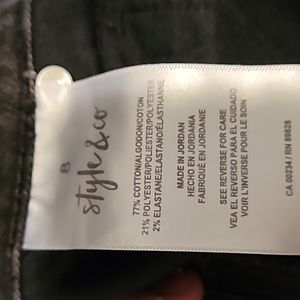 8
style&co
77% COTTON/ALGODON/COTON
21% POLYESTER/POLIÉSTER/POLYESTER
2% ELASTANE/ELASTANO/ÉLASTHANNE
MADE IN JORDAN
HECHO EN JORDANIA
FABRIQUÉ EN JORDANIE
SEE REVERSE FOR CARE
VEA EL REVERSO PARA EL CUIDADO
VOIR L'INVERSE POUR LE SOIN
CA 00234 / RN 89825